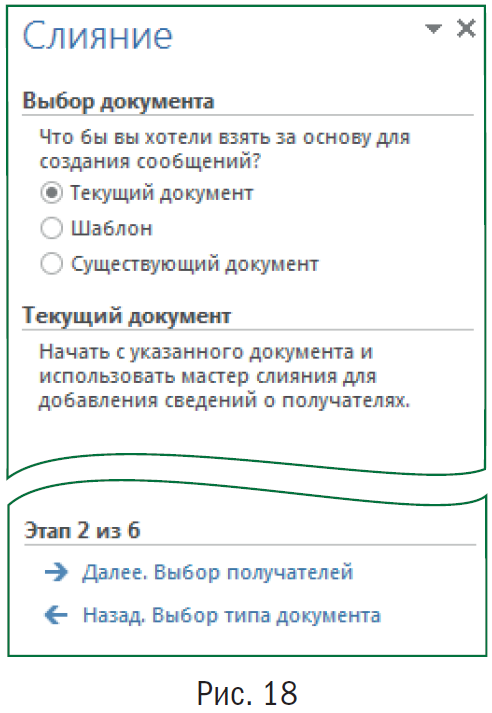 Слияние
Выбор документа
Что бы вы хотели взять за основу для
создания сообщений?
Текущий документ
Шаблон
Существующий документ
Текущий документ
Начать с указанного документа и
использовать мастер слияния для
добавления сведений о получателях.
Этап 2 из 6
Далее. Выбор получателей
Назад. Выбор типа документа
Рис. 18